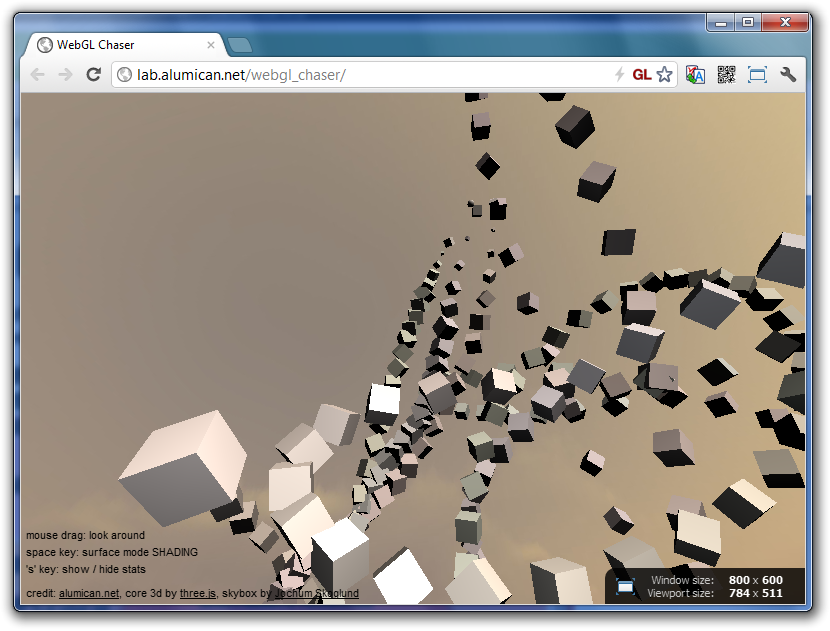 WebGL Chaser
lab.alumican.net/webgl_chaser/
GL
mouse drag: look around
space key: surface mode SHADING
's' key: show / hide stats
credit: alumican.net, core 3d by three.js, skybox by Jochum Skoglund
Window size: 800 x 600
Viewport size: 784 x 511